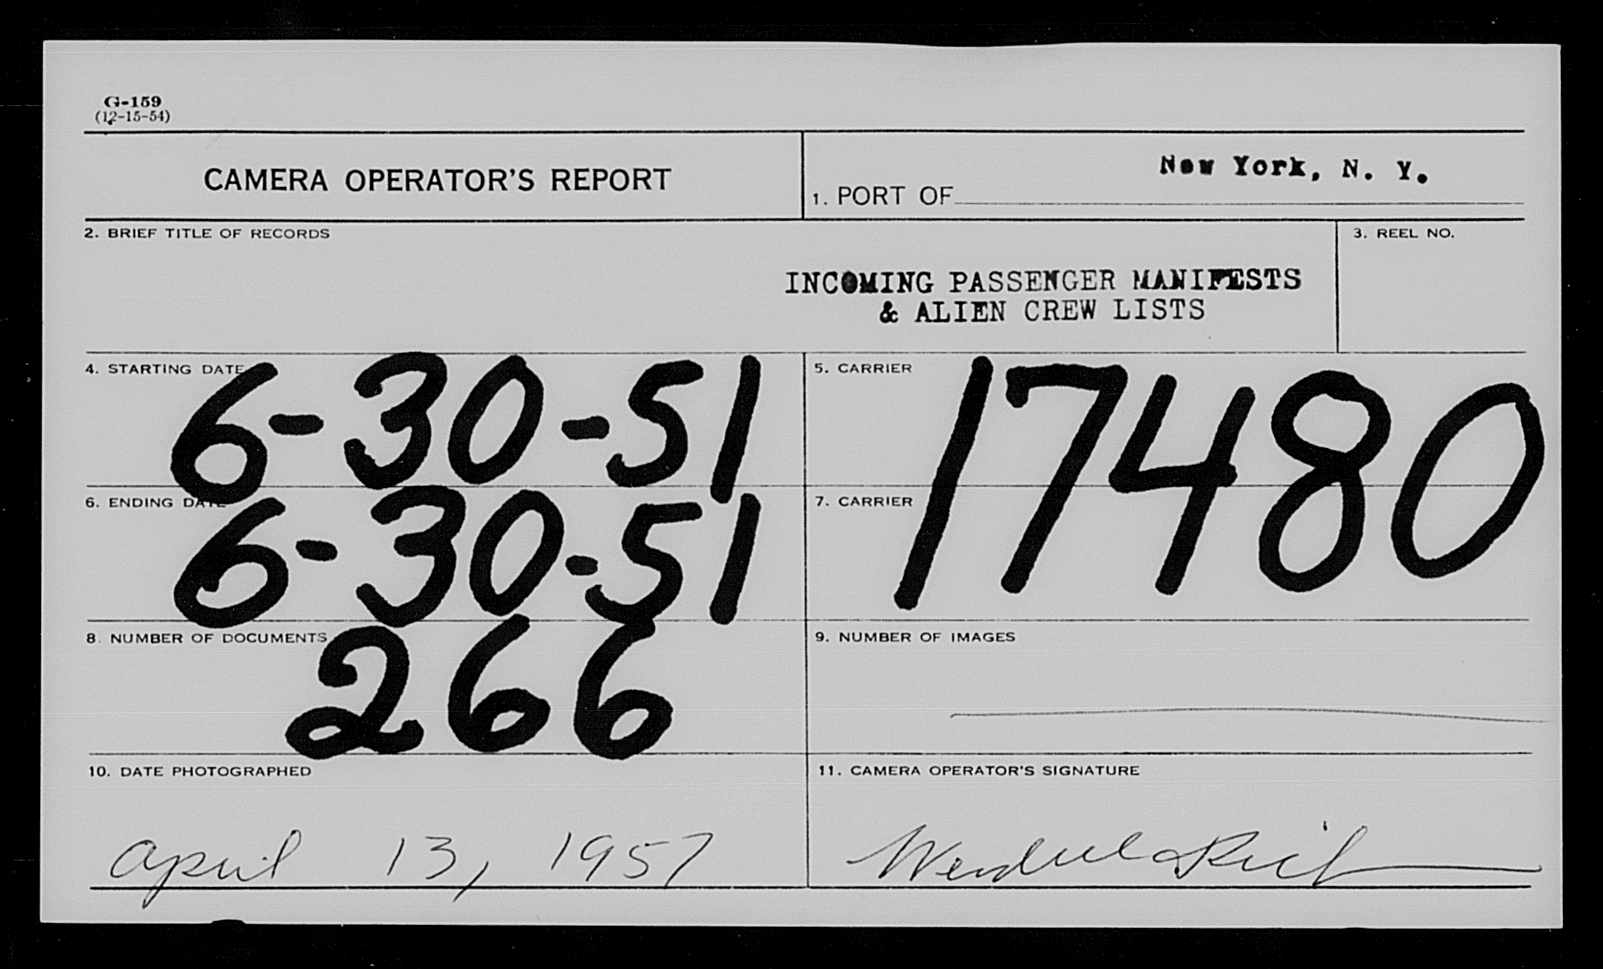 G-159
(12-15-54)
CAMERA OPERATOR'S REPORT
1. PORT OF New York, N. Y.
2. BRIEF TITLE OF RECORDS
INCOMING PASSENGER MANIFESTS
& ALIEN CREW LISTS
3. REEL NO.
4. STARTING DATE
6-30-51
5. CARRIER
17480
6. ENDING DATE
6-30-51
7. CARRIER
8. NUMBER OF DOCUMENTS
266
9. NUMBER OF IMAGES
10. DATE PHOTOGRAPHED
April 13, 1957
11. CAMERA OPERATOR'S SIGNATURE